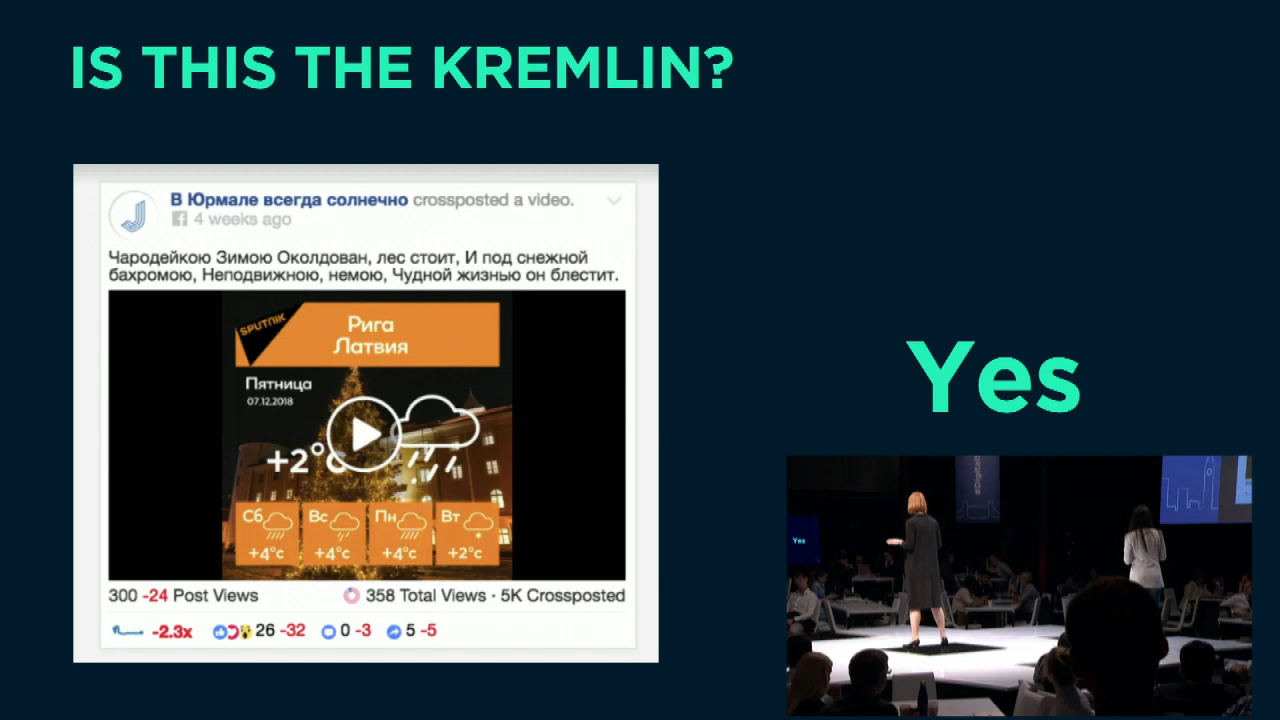 IS THIS THE KREMLIN?
В Юрмале всегда солнечно crossposted a video.
4 weeks ago
Чародейкою Зимою Околдован, лес стоит, И под снежной
бахромою, Неподвижною, немою, Чудной жизнью он блестит.
SPUTNIK
Рига
Латвия
Пятница
07.12.2018
+2°c
Сб
Вс
Пн
Вт
+4°c
+4°c
+4°c
+2°c
300 -24 Post Views
358 Total Views · 5K Crossposted
-2.3x
26 -32
0 -3
5 -5
Yes
Yes